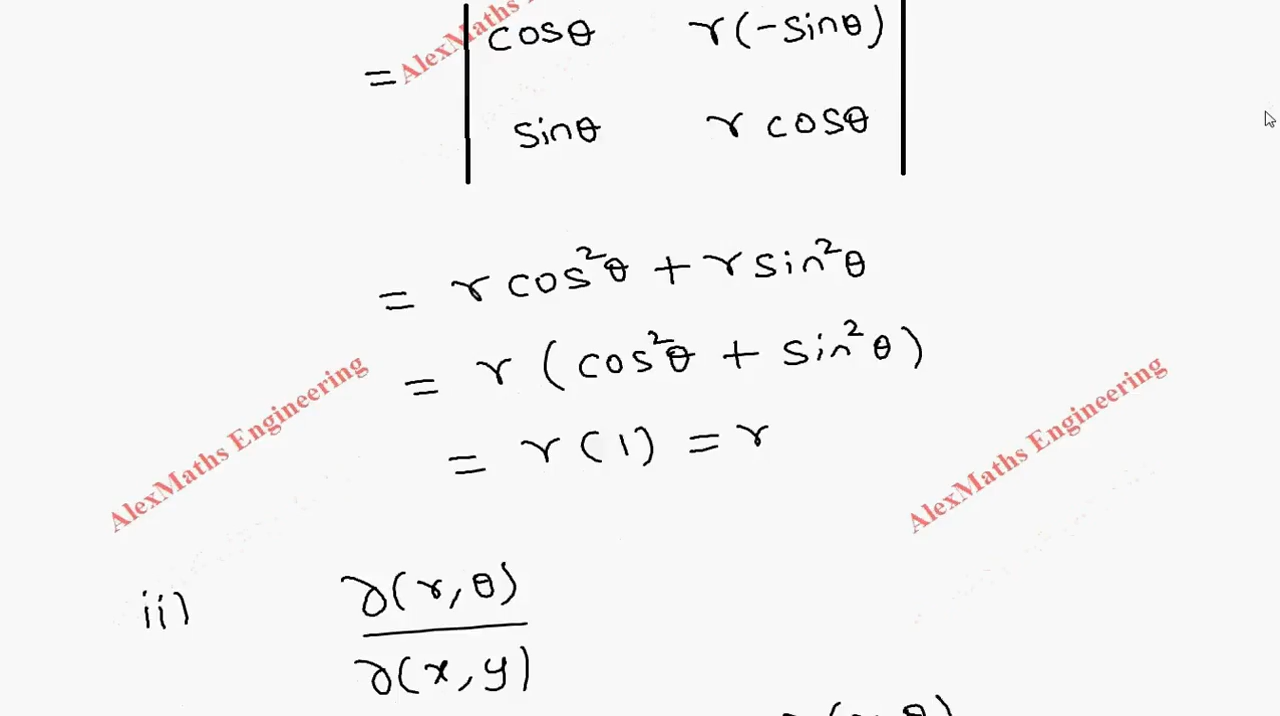 cosθ r(-sinθ)
=
sinθ r cosθ
= r cos²θ + r sin²θ
= r (cos²θ + sin²θ)
= r(1) = r
ii) ∂(r, θ)
∂(x, y)
AlexMaths Engineering
AlexMaths Engineering